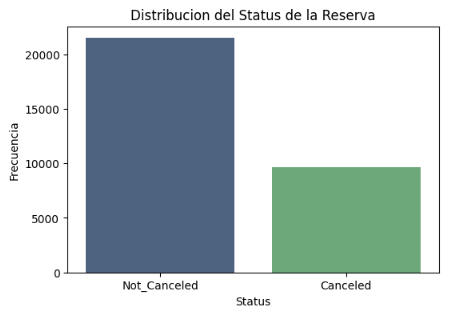 Distribucion del Status de la Reserva
20000
15000
10000
5000
0
Frecuencia
Not_Canceled
Canceled
Status